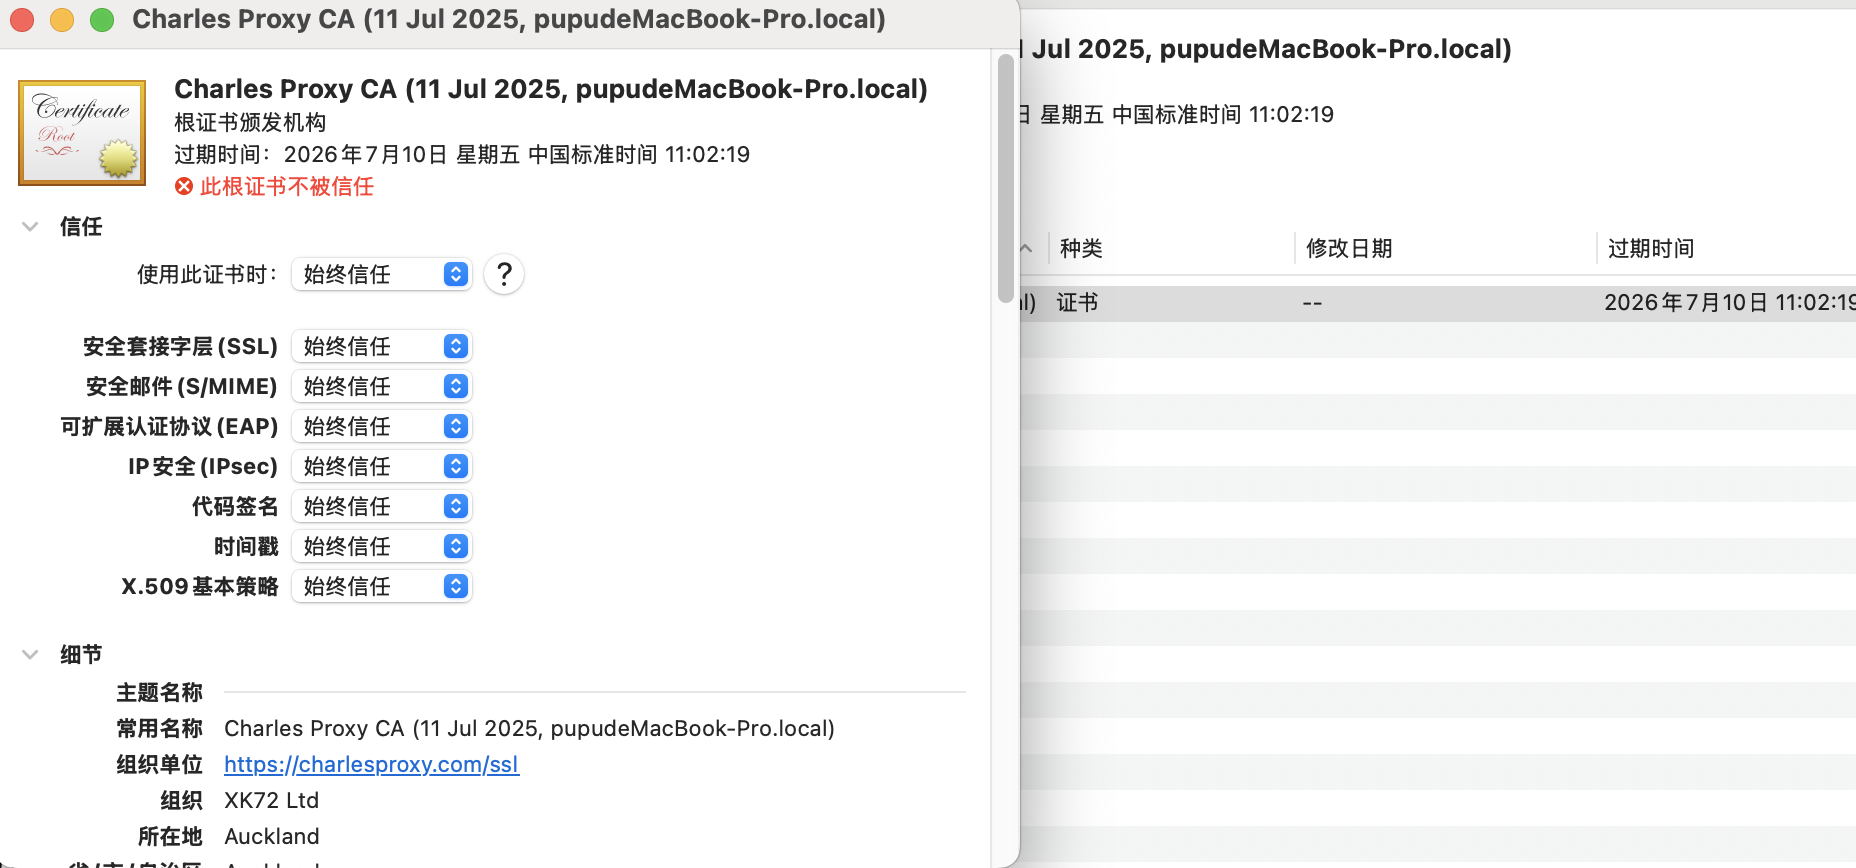 Charles Proxy CA (11 Jul 2025, pupudeMacBook-Pro.local)
Certificate
Root
Charles Proxy CA (11 Jul 2025, pupudeMacBook-Pro.local)
根证书颁发机构
过期时间：2026年7月10日 星期五 中国标准时间 11:02:19
此根证书不被信任
信任
使用此证书时： 始终信任 ?
安全套接字层(SSL) 始终信任
安全邮件(S/MIME) 始终信任
可扩展认证协议(EAP) 始终信任
IP安全(IPsec) 始终信任
代码签名 始终信任
时间戳 始终信任
X.509基本策略 始终信任
细节
主题名称
常用名称 Charles Proxy CA (11 Jul 2025, pupudeMacBook-Pro.local)
组织单位 https://charlesproxy.com/ssl
组织 XK72 Ltd
所在地 Auckland
Jul 2025, pupudeMacBook-Pro.local)
日 星期五 中国标准时间 11:02:19
种类 修改日期 过期时间
al) 证书 -- 2026年7月10日 11:02:19